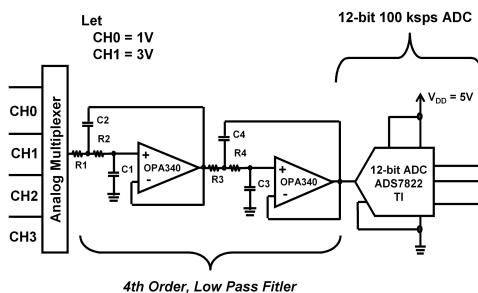 Let
CH0 = 1V
CH1 = 3V
12-bit 100 ksps ADC
VDD = 5V
CH0
CH1
CH2
CH3
Analog Multiplexer
C2
R2
R1
C1
+
-
OPA340
C4
R4
R3
C3
+
-
OPA340
12-bit ADC
ADS7822
TI
4th Order, Low Pass Fitler